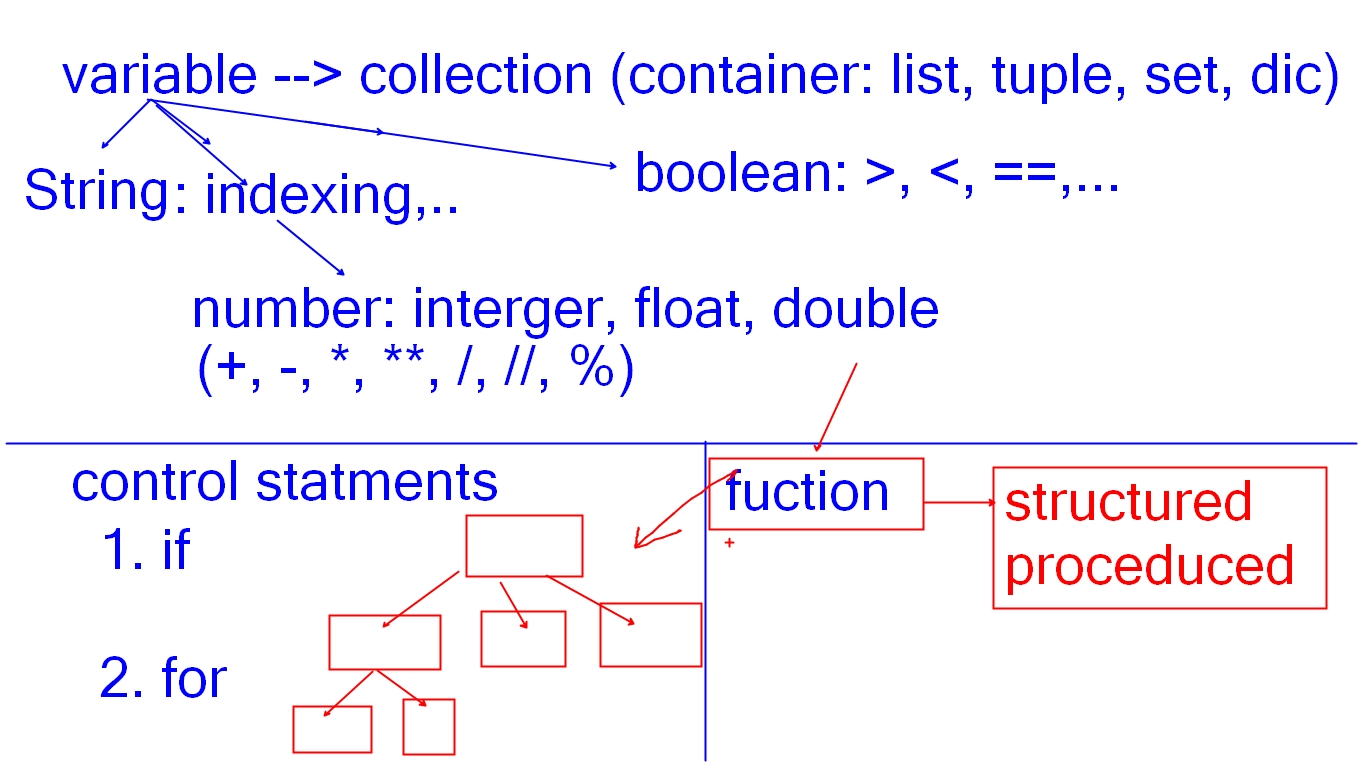 variable --> collection (container: list, tuple, set, dic)
String: indexing,..
boolean: >, <, ==,...
number: interger, float, double
(+, -, *, **, /, //, %)
control statments
1. if
2. for
fuction
structured
proceduced